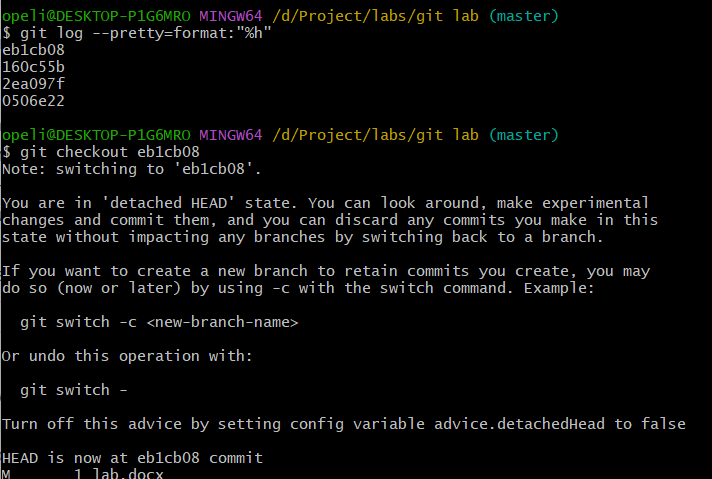 opeli@DESKTOP-P1G6MRO MINGW64 /d/Project/labs/git lab (master)
$ git log --pretty=format:"%h"
eb1cb08
160c55b
2ea097f
0506e22
opeli@DESKTOP-P1G6MRO MINGW64 /d/Project/labs/git lab (master)
$ git checkout eb1cb08
Note: switching to 'eb1cb08'.
You are in 'detached HEAD' state. You can look around, make experimental
changes and commit them, and you can discard any commits you make in this
state without impacting any branches by switching back to a branch.
If you want to create a new branch to retain commits you create, you may
do so (now or later) by using -c with the switch command. Example:
git switch -c <new-branch-name>
Or undo this operation with:
git switch -
Turn off this advice by setting config variable advice.detachedHead to false
HEAD is now at eb1cb08 commit
M 1 lab.docx